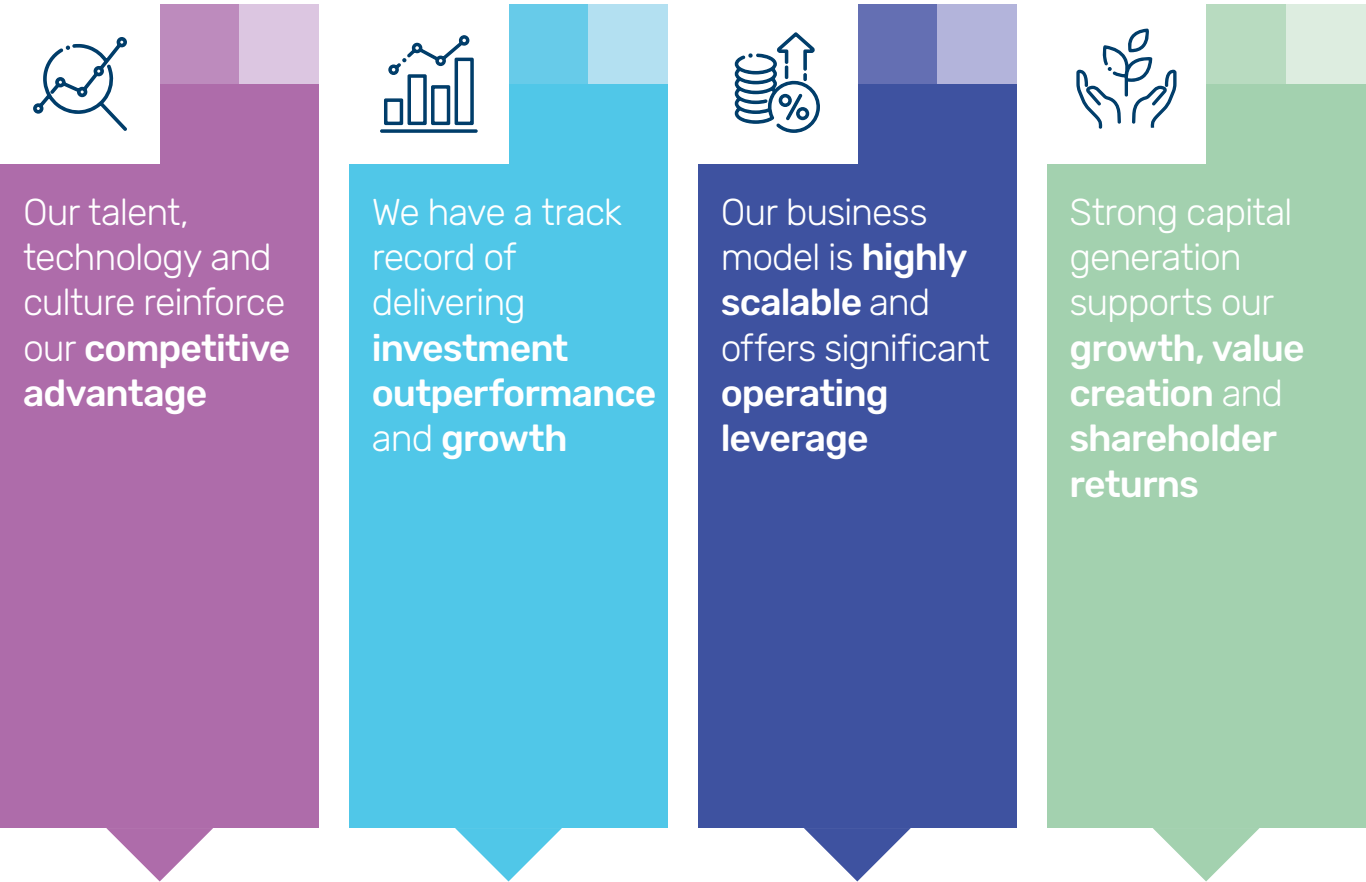 Our talent,
technology and
culture reinforce
our competitive
advantage
We have a track
record of
delivering
investment
outperformance
and growth
Our business
model is highly
scalable and
offers significant
operating
leverage
Strong capital
generation
supports our
growth, value
creation and
shareholder
returns